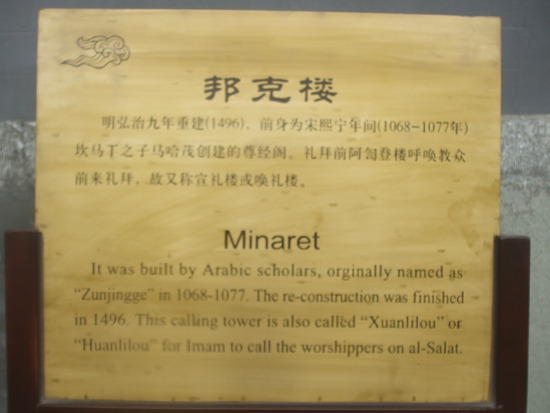 邦克楼
明弘治九年重建(1496)，前身为宋熙宁年间(1068-1077年)
坎马丁之子马哈茂创建的尊经阁。礼拜前阿訇登楼呼唤教众
前来礼拜，故又称宣礼楼或唤礼楼。
Minaret
It was built by Arabic scholars, orginally named as
“Zunjingge” in 1068-1077. The re-construction was finished
in 1496. This calling tower is also called “Xuanlilou” or
“Huanlilou” for Imam to call the worshippers on al-Salat.